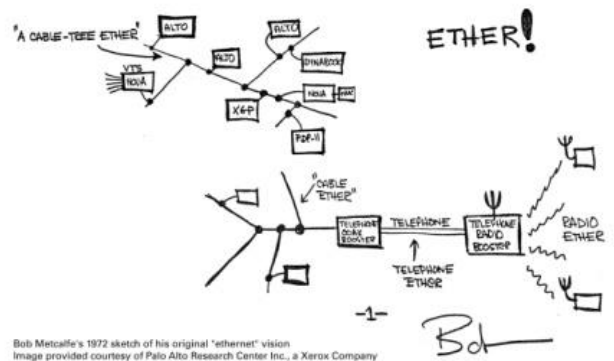 "A CABLE-TREE ETHER"
ALTO
ALTO
ALTO
DYNABOOK
VTS
NOVA
XGP
NOVA
PDP-11
ETHER!
"CABLE
ETHER"
TELEPHONE
COAX
BOOSTER
TELEPHONE
TELEPHONE
ETHER
TELEPHONE
RADIO
BOOSTER
RADIO
ETHER
-1-
Bob
Bob Metcalfe's 1972 sketch of his original "ethernet" vision
Image provided courtesy of Palo Alto Research Center Inc., a Xerox Company